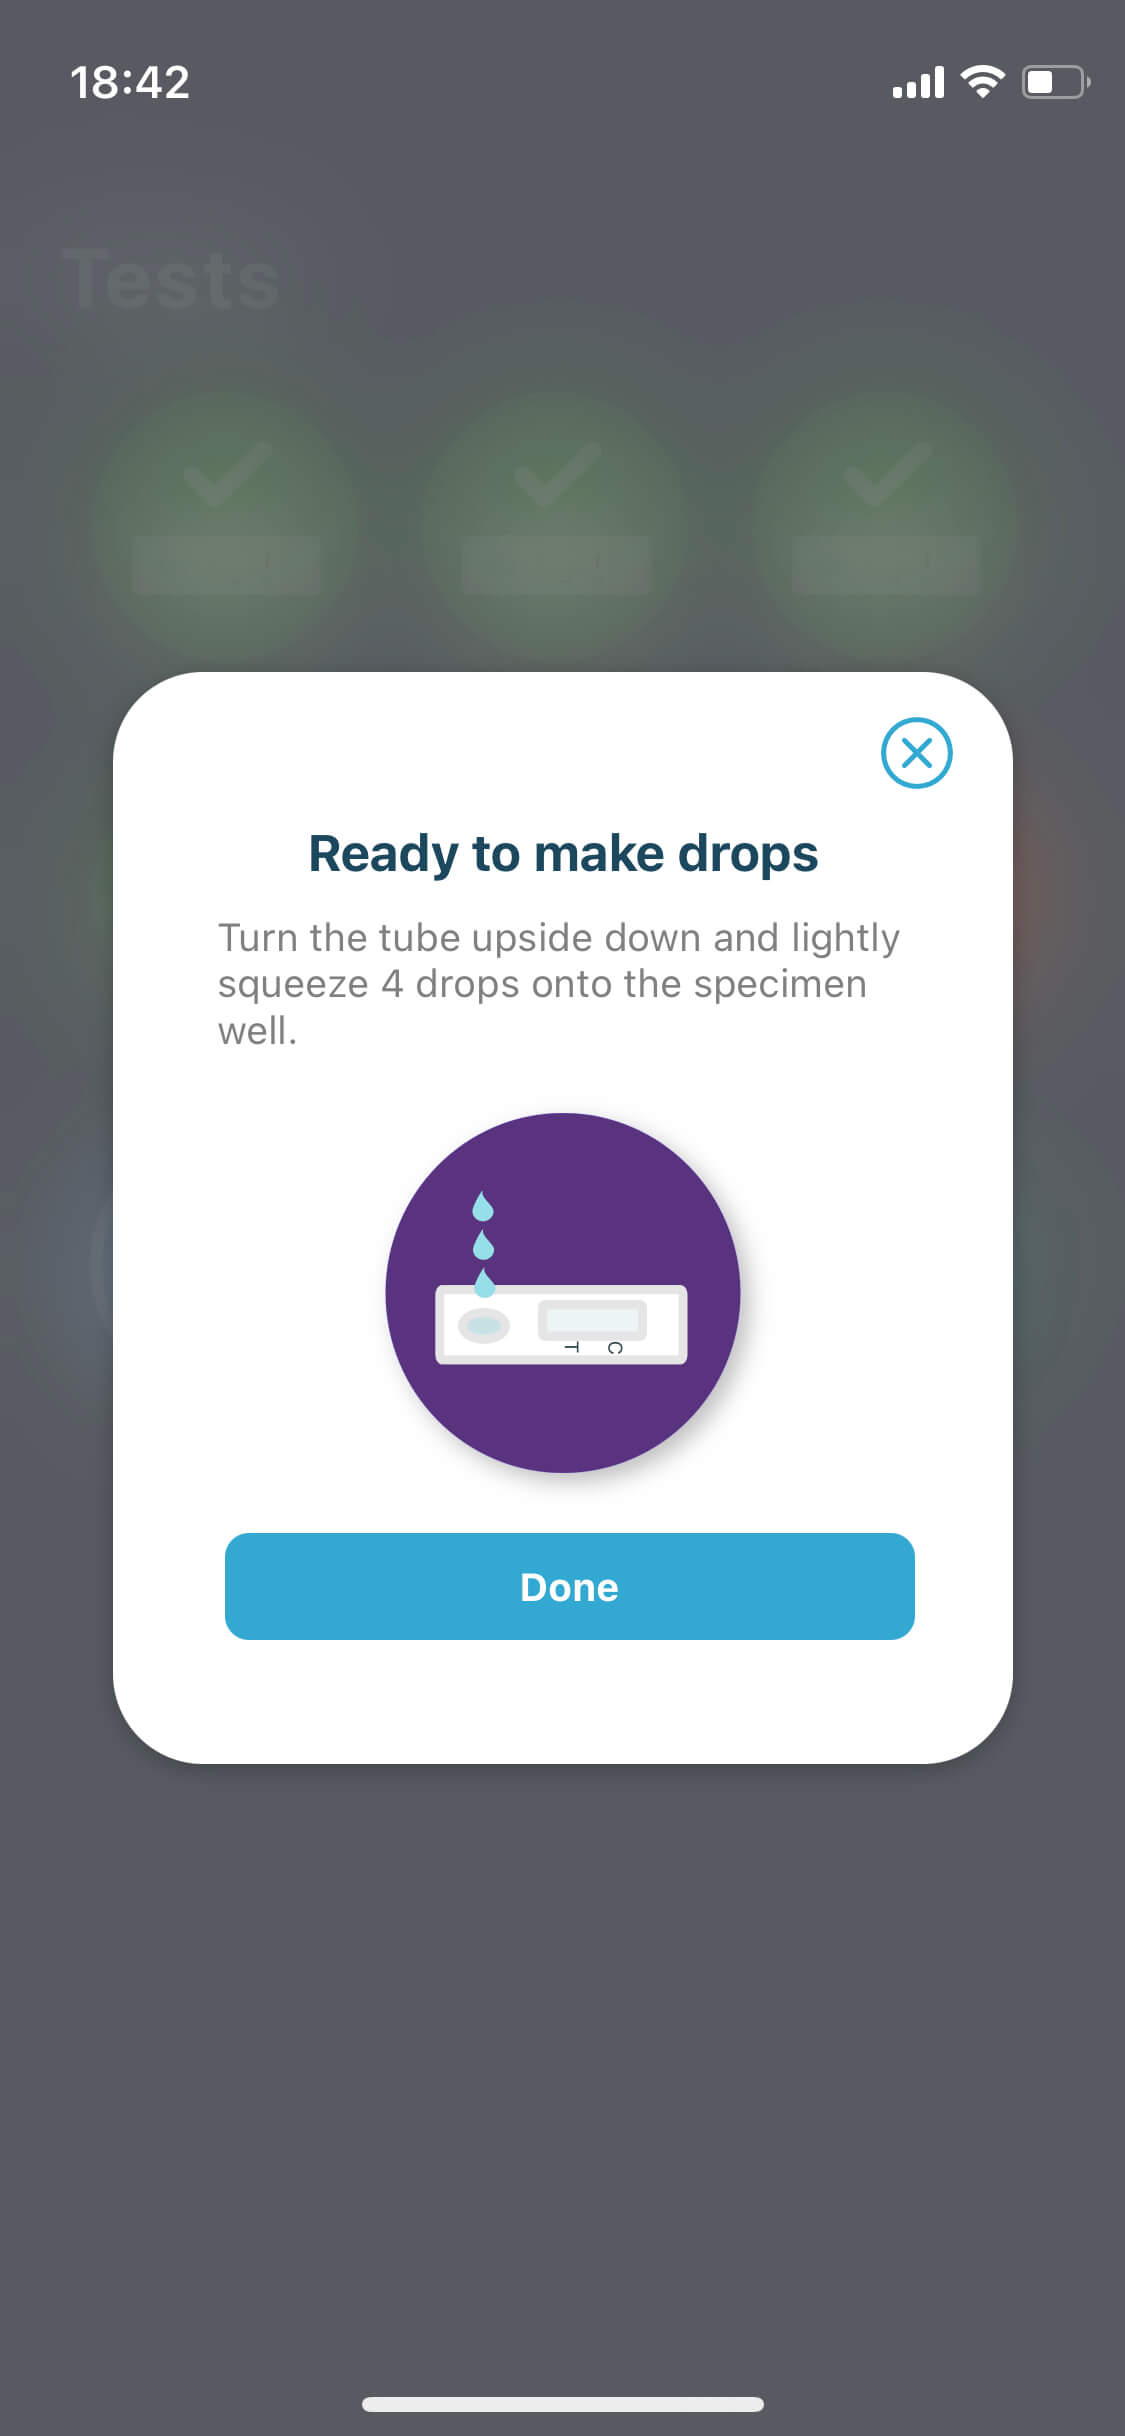 18:42
Tests
Ready to make drops
Turn the tube upside down and lightly
squeeze 4 drops onto the specimen
well.
T C
Done